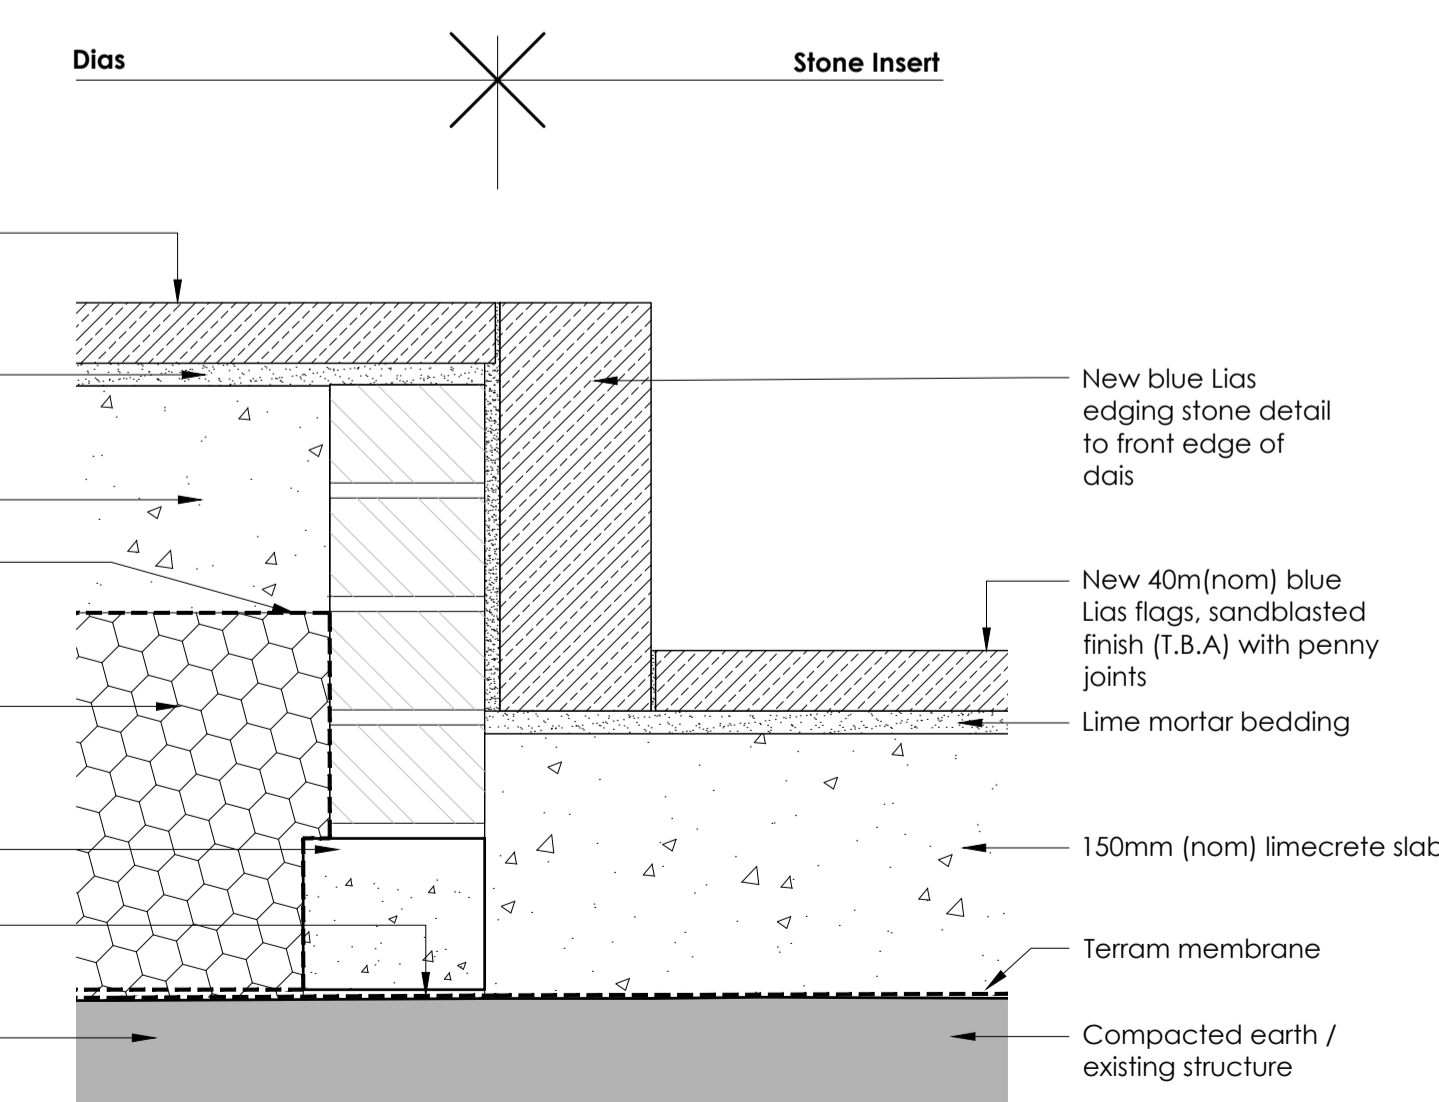 Dias
Stone Insert
New blue Lias
edging stone detail
to front edge of
dais
New 40m(nom) blue
Lias flags, sandblasted
finish (T.B.A) with penny
joints
Lime mortar bedding
150mm (nom) limecrete slab
Terram membrane
Compacted earth /
existing structure